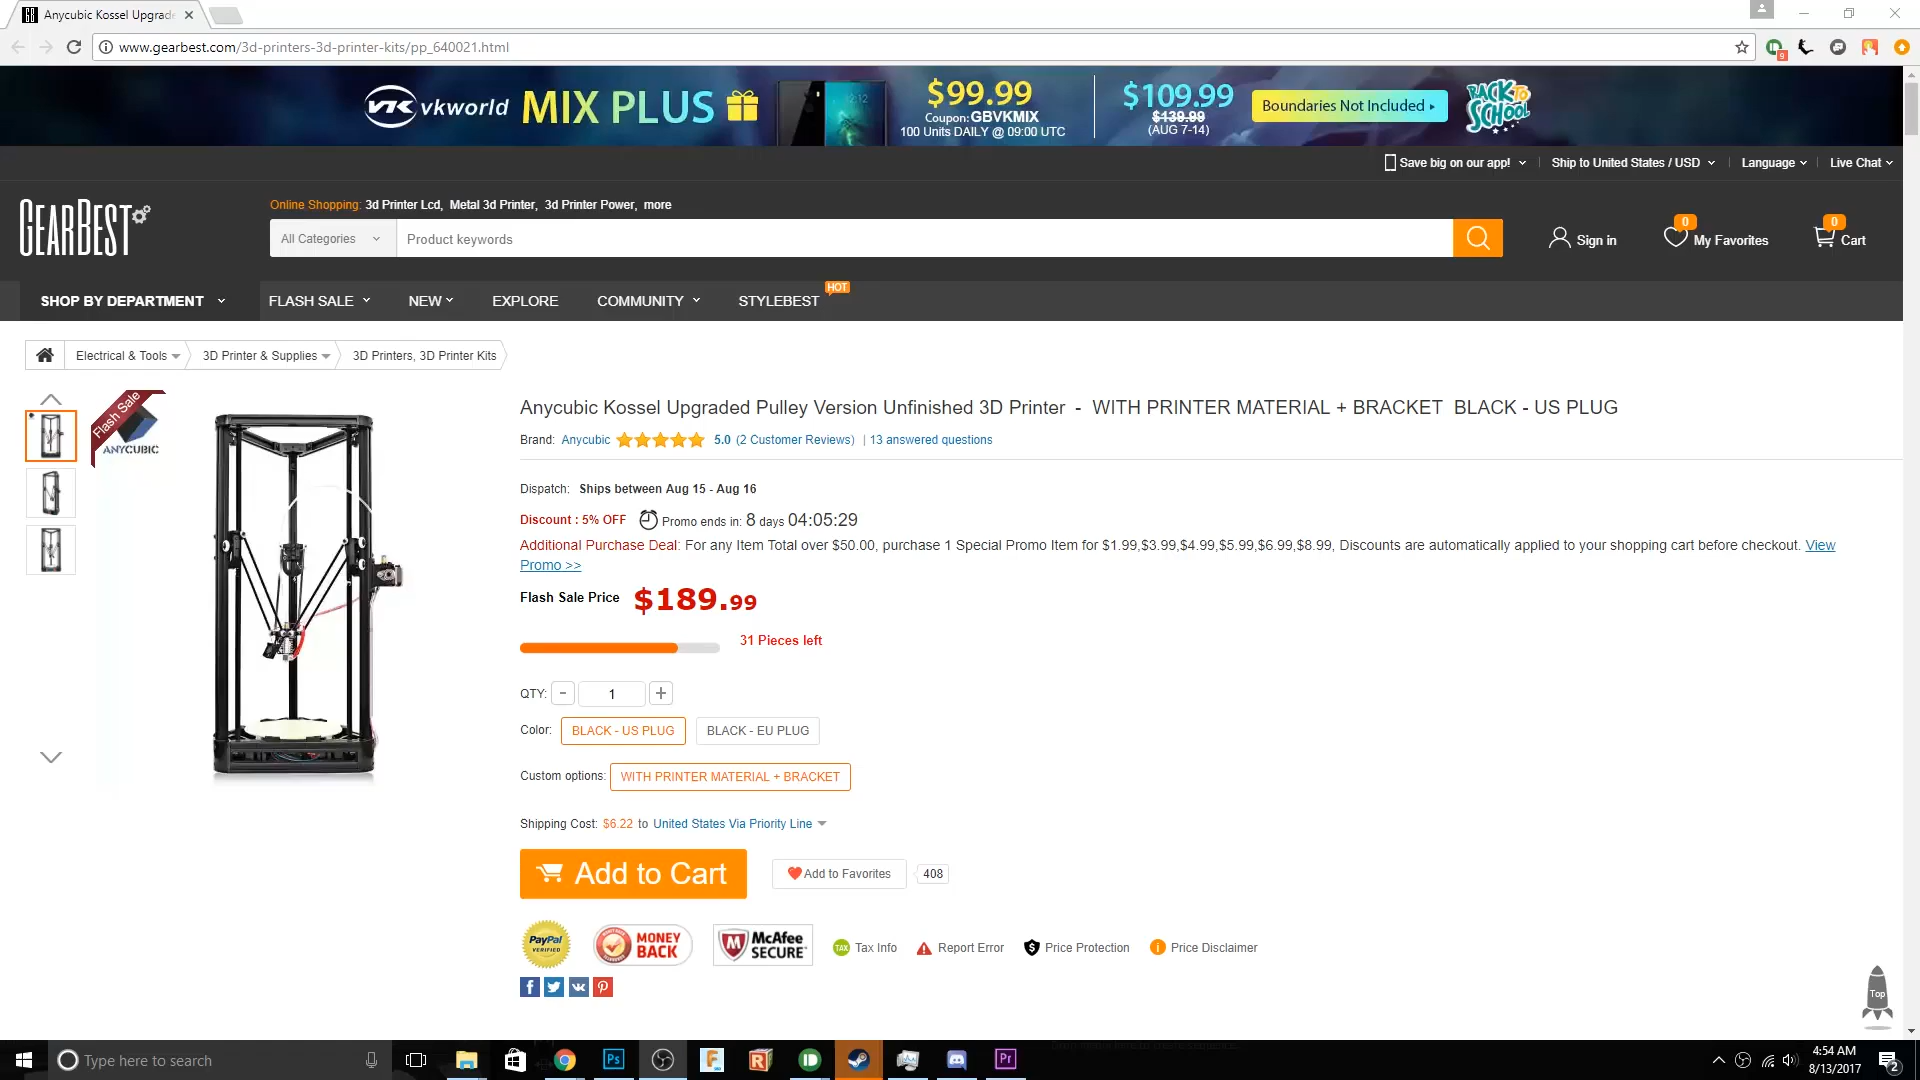 Anycubic Kossel Upgrade
www.gearbest.com/3d-printers-3d-printer-kits/pp_640021.html
9
vkworld MIX PLUS
12:12
$99.99
Coupon:GBVKMIX
100 Units DAILY @ 09:00 UTC
$109.99
$139.99
(AUG 7-14)
Boundaries Not Included
BACK TO SCHOOL
Save big on our app!
Ship to United States / USD
Language
Live Chat
GEARBEST
Online Shopping: 3d Printer Lcd, Metal 3d Printer, 3d Printer Power, more
All Categories
Product keywords
Sign in
0
My Favorites
0
Cart
SHOP BY DEPARTMENT
FLASH SALE
NEW
EXPLORE
COMMUNITY
STYLEBEST
HOT
Electrical & Tools
3D Printer & Supplies
3D Printers, 3D Printer Kits
Flash Sale
ANYCUBIC
Anycubic Kossel Upgraded Pulley Version Unfinished 3D Printer - WITH PRINTER MATERIAL + BRACKET BLACK - US PLUG
Brand: Anycubic 5.0 (2 Customer Reviews) | 13 answered questions
Dispatch: Ships between Aug 15 - Aug 16
Discount : 5% OFF Promo ends in: 8 days 04:05:29
Additional Purchase Deal: For any Item Total over $50.00, purchase 1 Special Promo Item for $1.99,$3.99,$4.99,$5.99,$6.99,$8.99, Discounts are automatically applied to your shopping cart before checkout. View
Promo >>
Flash Sale Price $189.99
31 Pieces left
QTY: - 1 +
Color: BLACK - US PLUG BLACK - EU PLUG
Custom options: WITH PRINTER MATERIAL + BRACKET
Shipping Cost: $6.22 to United States Via Priority Line
Add to Cart
Add to Favorites
408
PayPal
VERIFIED
MONEY
BACK
McAfee
SECURE
TAX
Tax Info
Report Error
Price Protection
Price Disclaimer
Top
Type here to search
Ps
Pr
4:54 AM
8/13/2017
2